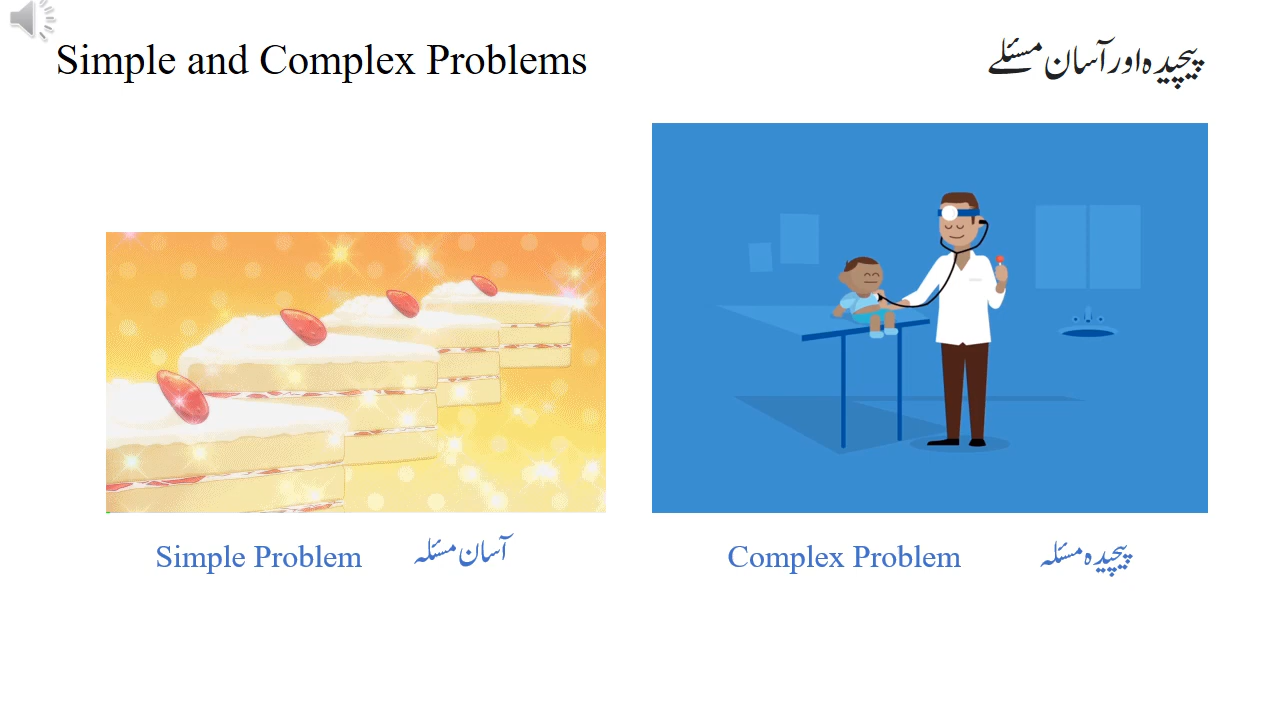 Simple and Complex Problems
پیچیدہ اور آسان مسئلے
Simple Problem
آسان مسئلہ
Complex Problem
پیچیدہ مسئلہ